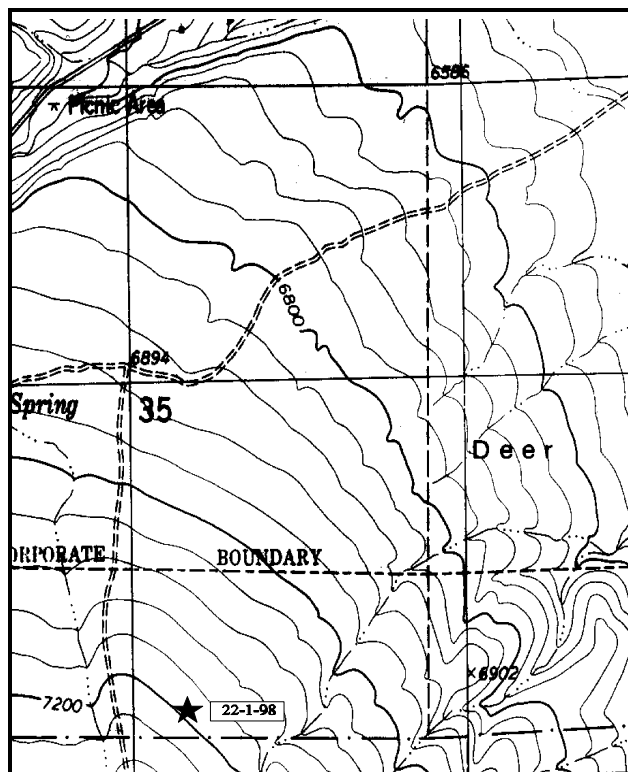 6586
Picnic Area
6800
6894
Spring
35
Deer
ORPORATE BOUNDARY
6902
7200
22-1-98